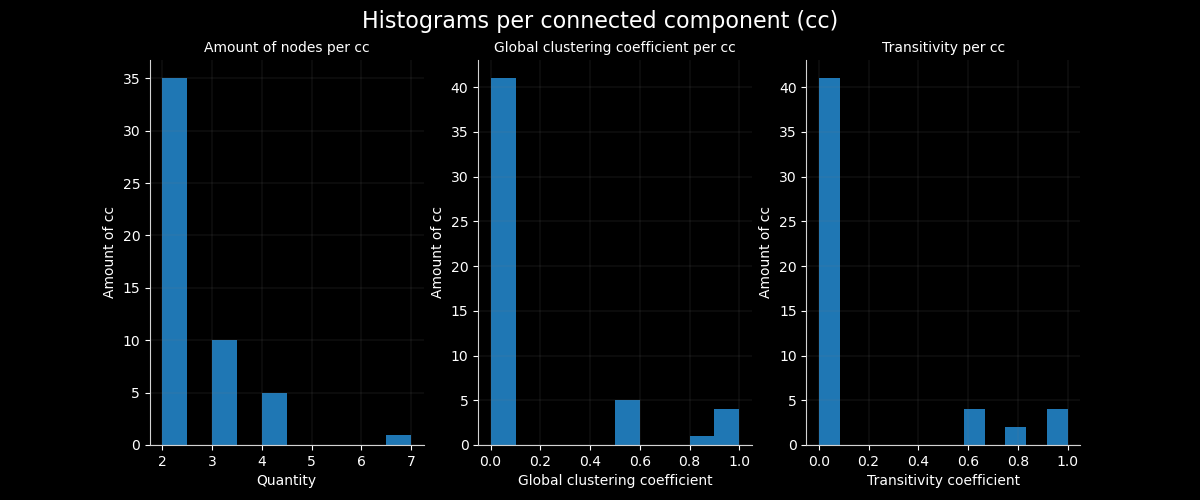 Histograms per connected component (cc)
Amount of nodes per cc
Global clustering coefficient per cc
Transitivity per cc
35
30
25
20
15
10
5
0
Amount of cc
2 3 4 5 6 7
Quantity
40
35
30
25
20
15
10
5
0
Amount of cc
0.0 0.2 0.4 0.6 0.8 1.0
Global clustering coefficient
40
35
30
25
20
15
10
5
0
Amount of cc
0.0 0.2 0.4 0.6 0.8 1.0
Transitivity coefficient